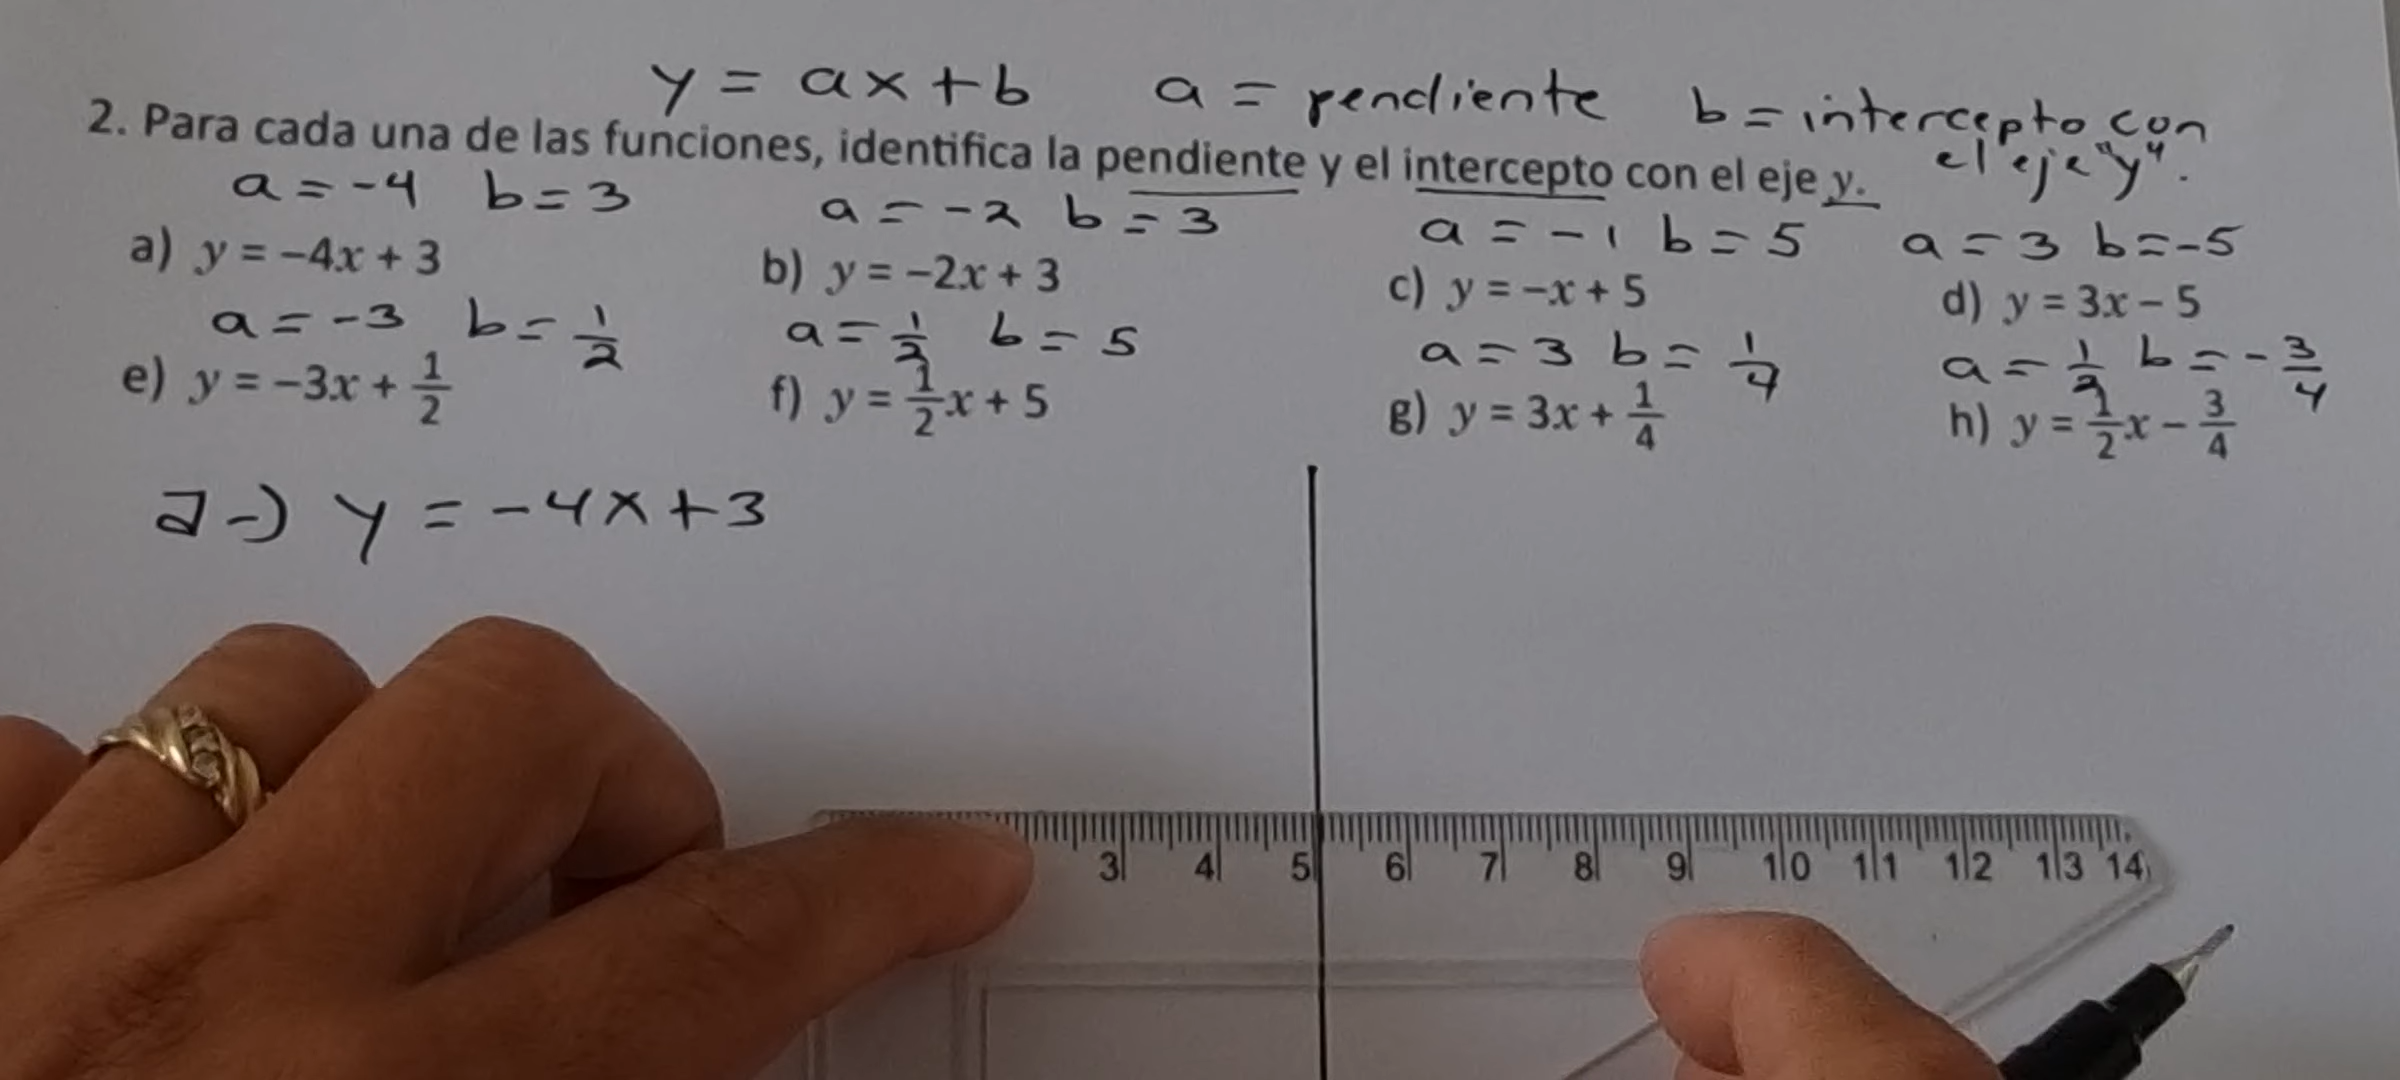 y = ax + b a = pendiente b = intercepto con
el eje "y".
2. Para cada una de las funciones, identifica la pendiente y el intercepto con el eje y.
a = -4 b = 3 a = -2 b = 3 a = -1 b = 5 a = 3 b = -5
a) y = -4x + 3 b) y = -2x + 3 c) y = -x + 5 d) y = 3x - 5
a = -3 b = 1/2 a = 1/2 b = 5 a = 3 b = 1/4 a = 1/2 b = -3/4
e) y = -3x + 1/2 f) y = 1/2x + 5 g) y = 3x + 1/4 h) y = 1/2x - 3/4
a-) y = -4x + 3
3 4 5 6 7 8 9 10 11 12 13 14